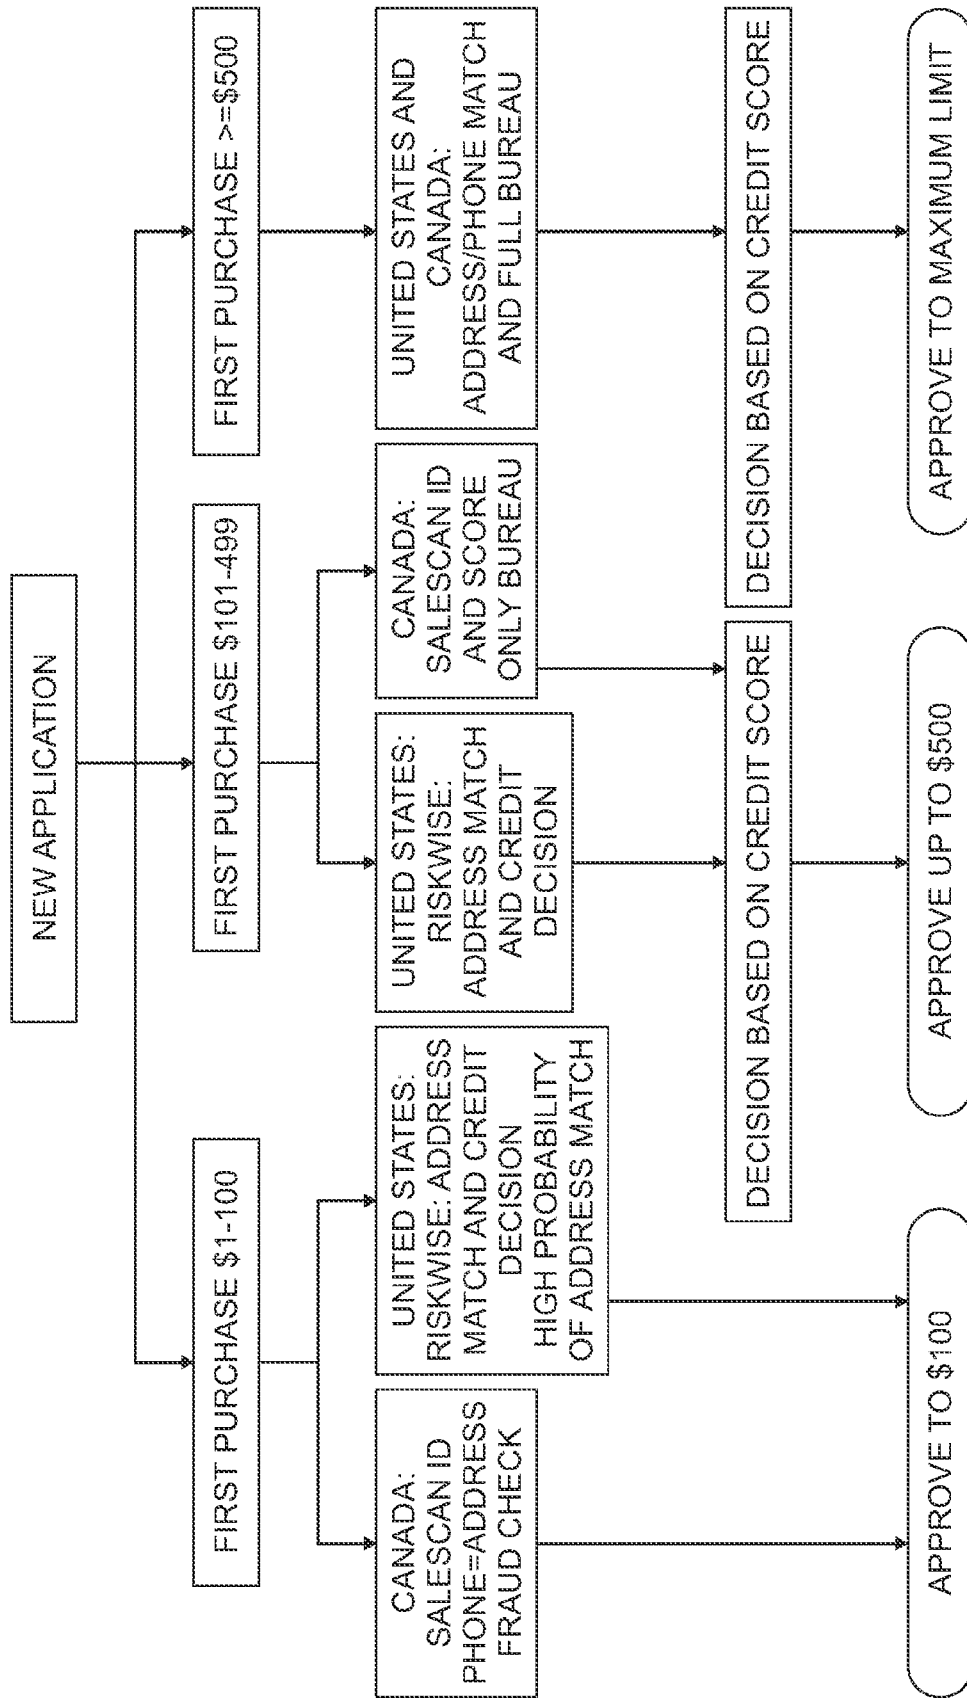 NEW APPLICATION
FIRST PURCHASE $1-100
FIRST PURCHASE $101-499
FIRST PURCHASE >=$500
CANADA:
SALESCAN ID
PHONE=ADDRESS
FRAUD CHECK
UNITED STATES:
RISKWISE: ADDRESS
MATCH AND CREDIT
DECISION
HIGH PROBABILITY
OF ADDRESS MATCH
UNITED STATES:
RISKWISE:
ADDRESS MATCH
AND CREDIT
DECISION
CANADA:
SALESCAN ID
AND SCORE
ONLY BUREAU
UNITED STATES AND
CANADA:
ADDRESS/PHONE MATCH
AND FULL BUREAU
DECISION BASED ON CREDIT SCORE
DECISION BASED ON CREDIT SCORE
APPROVE TO $100
APPROVE UP TO $500
APPROVE TO MAXIMUM LIMIT